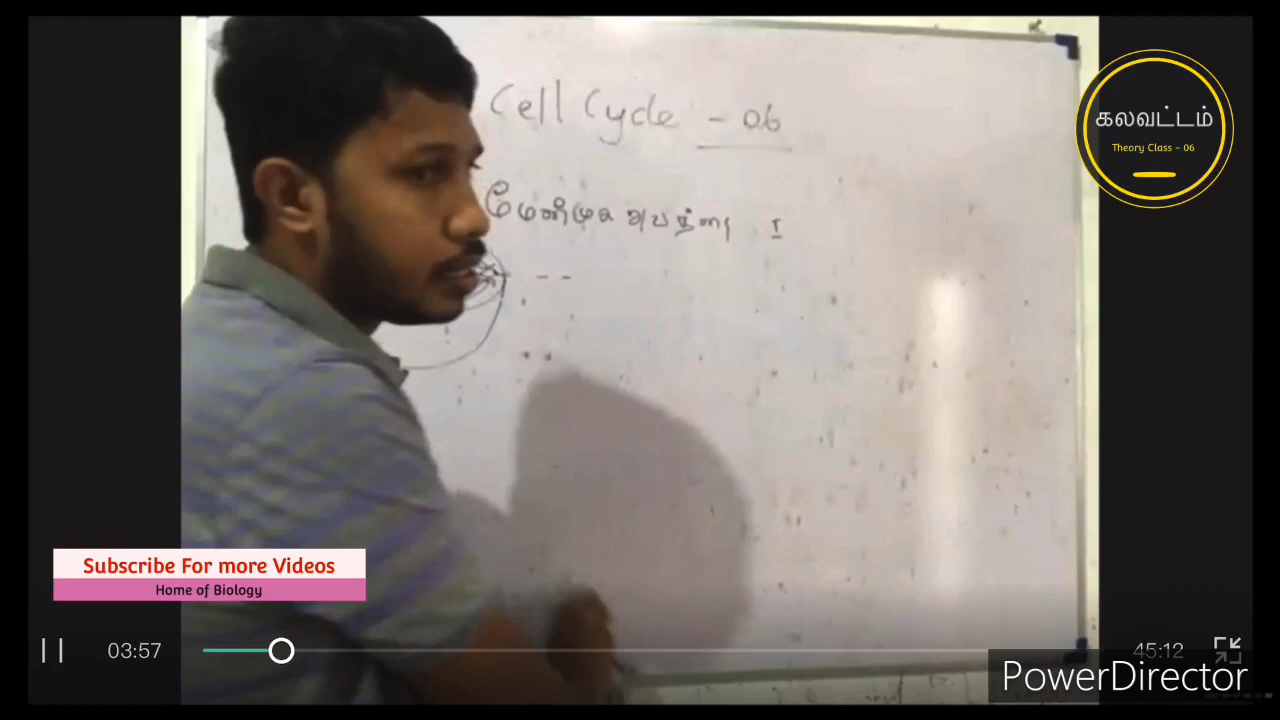 Cell Cycle - 06
மேன்முக அவத்தை I
கலவட்டம்
Theory Class - 06
Subscribe For more Videos
Home of Biology
03:57
45:12
PowerDirector